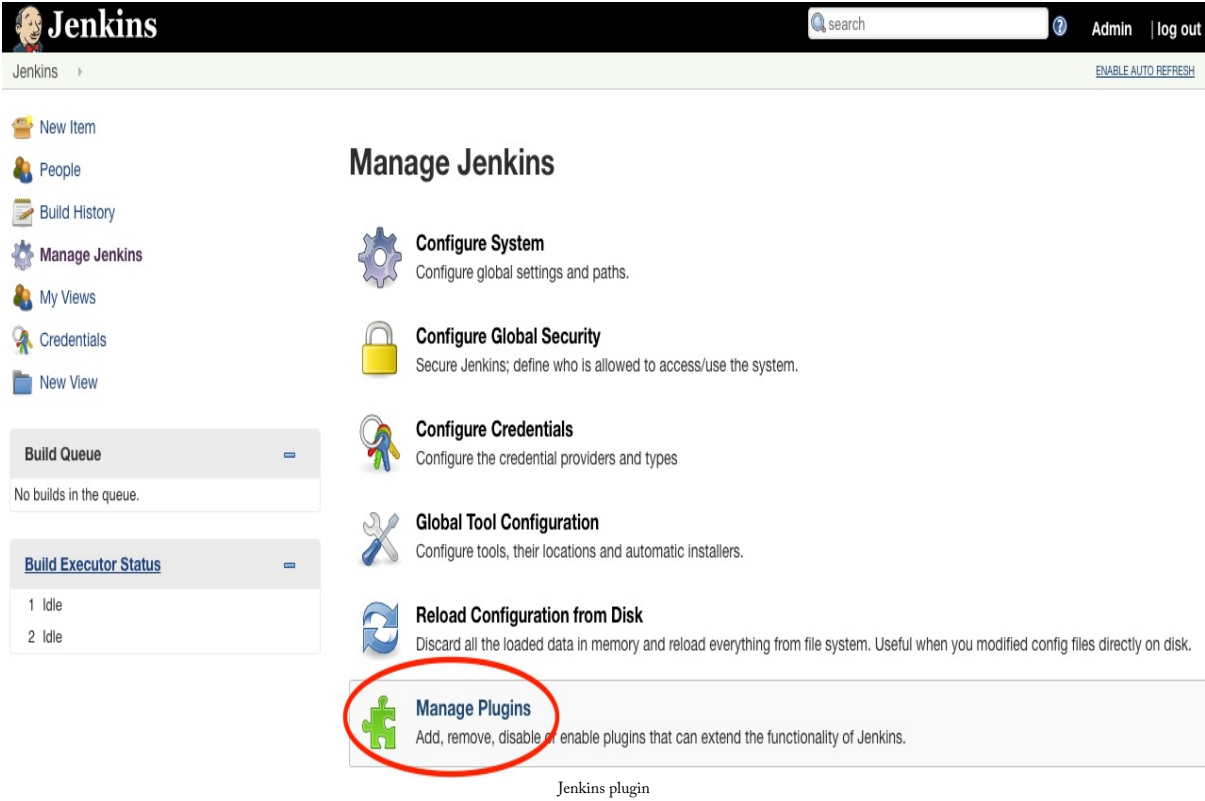 Jenkins
search
Admin | log out
Jenkins
ENABLE AUTO REFRESH
New Item
People
Build History
Manage Jenkins
My Views
Credentials
New View
Build Queue
No builds in the queue.
Build Executor Status
1 Idle
2 Idle
Manage Jenkins
Configure System
Configure global settings and paths.
Configure Global Security
Secure Jenkins; define who is allowed to access/use the system.
Configure Credentials
Configure the credential providers and types
Global Tool Configuration
Configure tools, their locations and automatic installers.
Reload Configuration from Disk
Discard all the loaded data in memory and reload everything from file system. Useful when you modified config files directly on disk.
Manage Plugins
Add, remove, disable or enable plugins that can extend the functionality of Jenkins.
Jenkins plugin